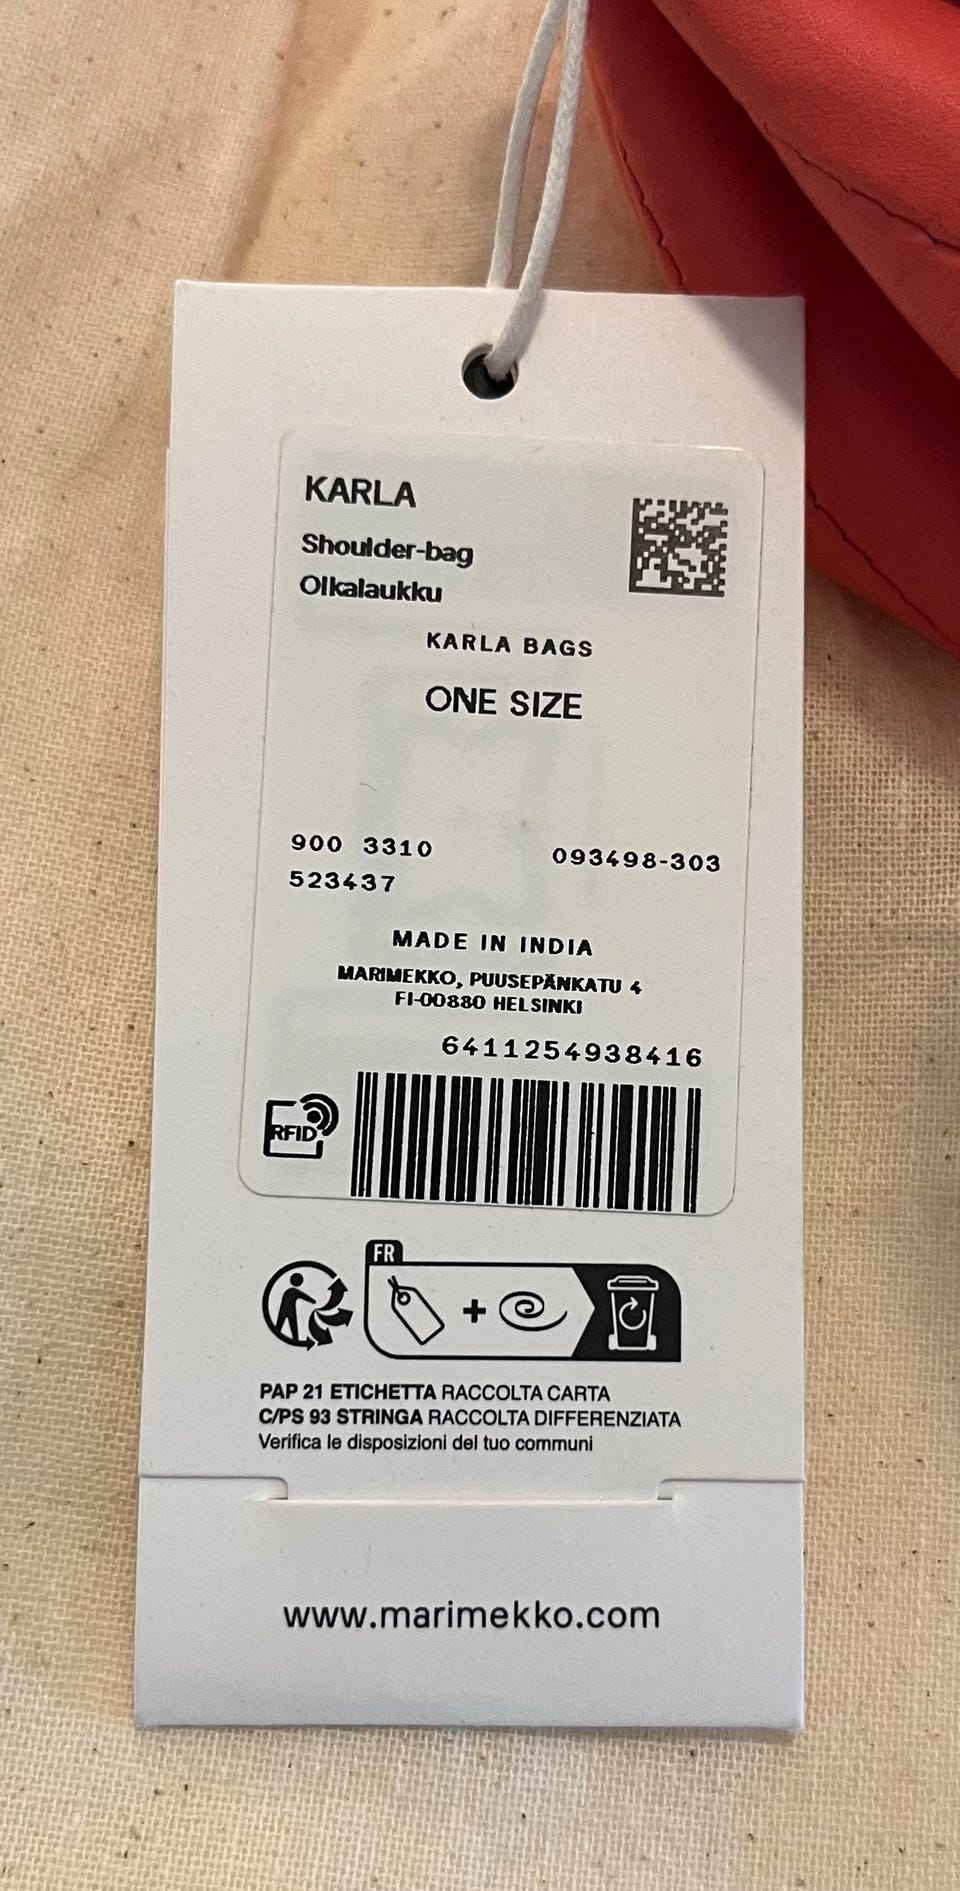 KARLA
Shoulder-bag
Olkalaukku
KARLA BAGS
ONE SIZE
900 3310
093498-303
523437
MADE IN INDIA
MARIMEKKO, PUUSEPÄNKATU 4
FI-00880 HELSINKI
6411254938416
RFID
FR
+
PAP 21 ETICHETTA RACCOLTA CARTA
C/PS 93 STRINGA RACCOLTA DIFFERENZIATA
Verifica le disposizioni del tuo communi
www.marimekko.com